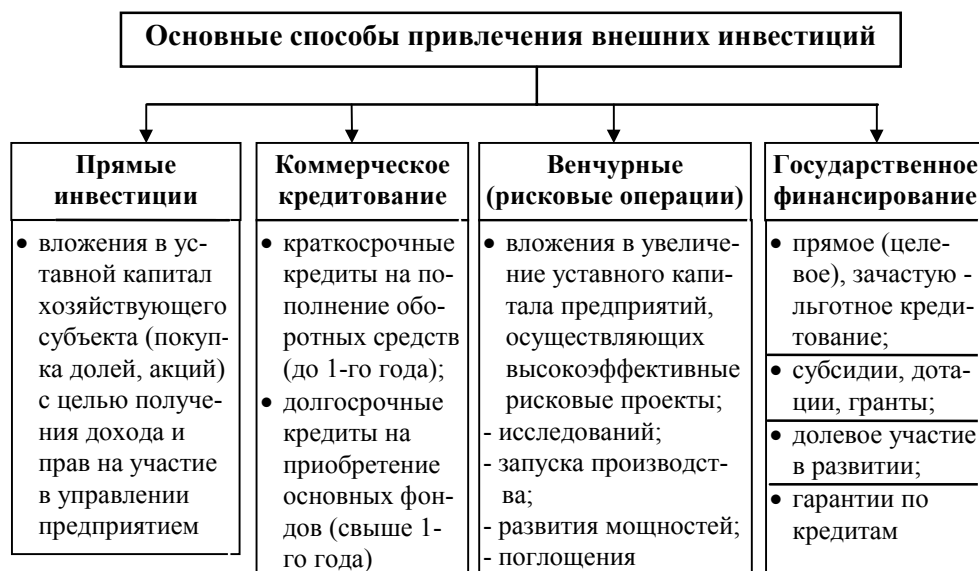 Основные способы привлечения внешних инвестиций
Прямые
инвестиции
• вложения в ус-
тавной капитал
хозяйствующего
субъекта (покуп-
ка долей, акций)
с целью получе-
ния дохода и
прав на участие
в управлении
предприятием
Коммерческое
кредитование
• краткосрочные
кредиты на по-
полнение обо-
ротных средств
(до 1-го года);
• долгосрочные
кредиты на
приобретение
основных фон-
дов (свыше 1-
го года)
Венчурные
(рисковые операции)
• вложения в увеличе-
ние уставного капи-
тала предприятий,
осуществляющих
высокоэффективные
рисковые проекты;
- исследований;
- запуска производст-
ва;
- развития мощностей;
- поглощения
Государственное
финансирование
• прямое (целе-
вое), зачастую -
льготное креди-
тование;
• субсидии, дота-
ции, гранты;
• долевое участие
в развитии;
• гарантии по
кредитам